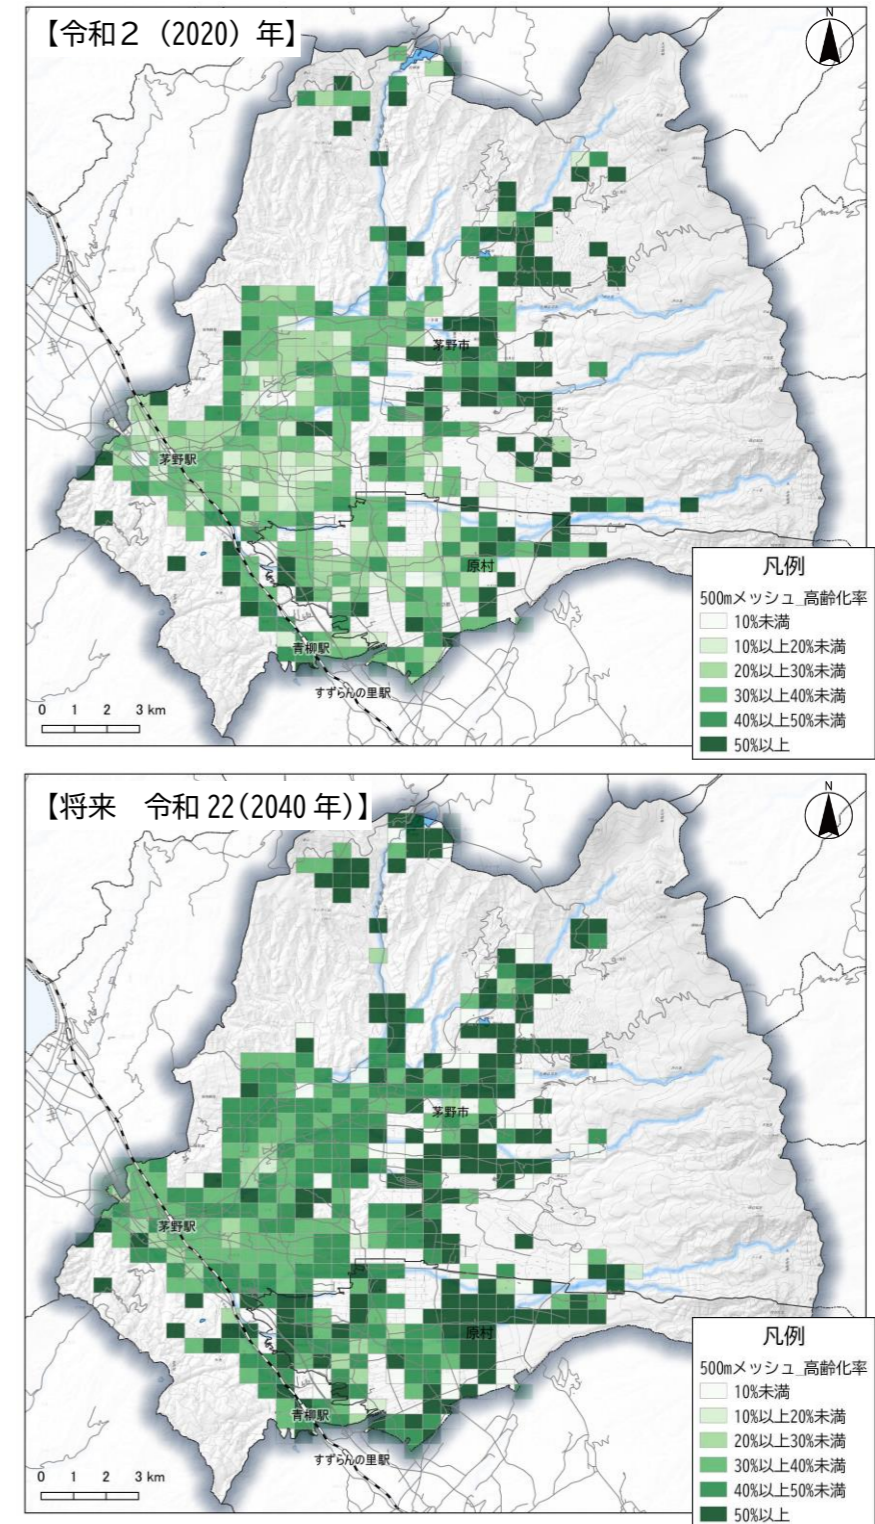 【令和２（2020）年】
N
茅野市
茅野駅
原村
青柳駅
すずらんの里駅
0 1 2 3 km
凡例
500mメッシュ_高齢化率
10%未満
10%以上20%未満
20%以上30%未満
30%以上40%未満
40%以上50%未満
50%以上
【将来　令和 22(2040 年)】
N
茅野市
茅野駅
原村
青柳駅
すずらんの里駅
0 1 2 3 km
凡例
500mメッシュ_高齢化率
10%未満
10%以上20%未満
20%以上30%未満
30%以上40%未満
40%以上50%未満
50%以上